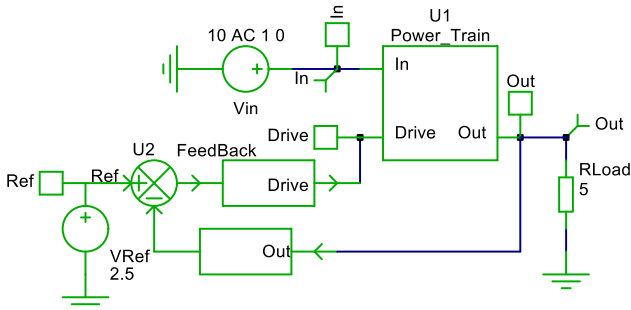 U1
10 AC 1 0
In
Power_Train
In
In
Vin
Out
Drive
Drive
Out
Out
U2
FeedBack
Ref
Ref
Drive
RLoad
5
VRef
2.5
Out